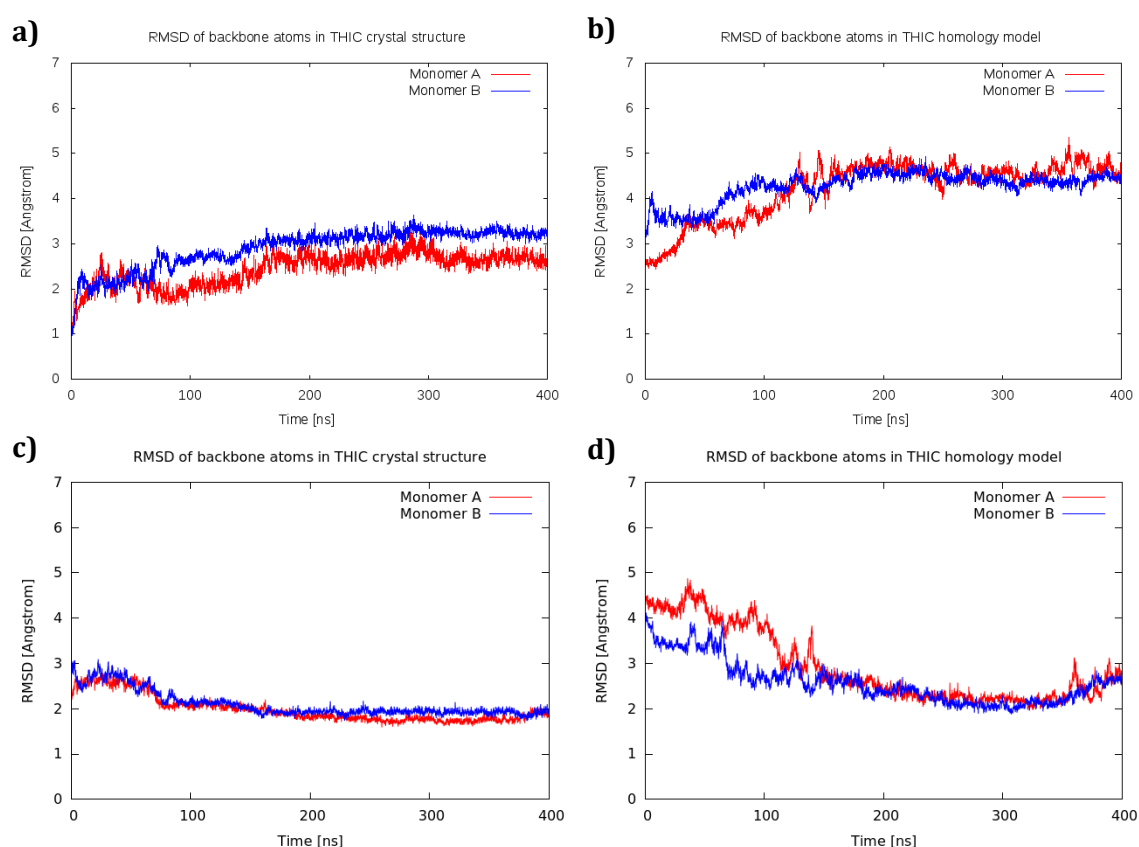 a)
RMSD of backbone atoms in THIC crystal structure
Monomer A
Monomer B
RMSD [Angstrom]
7
6
5
4
3
2
1
0
0 100 200 300 400
Time [ns]
b)
RMSD of backbone atoms in THIC homology model
Monomer A
Monomer B
RMSD [Angstrom]
7
6
5
4
3
2
1
0
0 100 200 300 400
Time [ns]
c)
RMSD of backbone atoms in THIC crystal structure
Monomer A
Monomer B
RMSD [Angstrom]
7
6
5
4
3
2
1
0
0 100 200 300 400
Time [ns]
d)
RMSD of backbone atoms in THIC homology model
Monomer A
Monomer B
RMSD [Angstrom]
7
6
5
4
3
2
1
0
0 100 200 300 400
Time [ns]